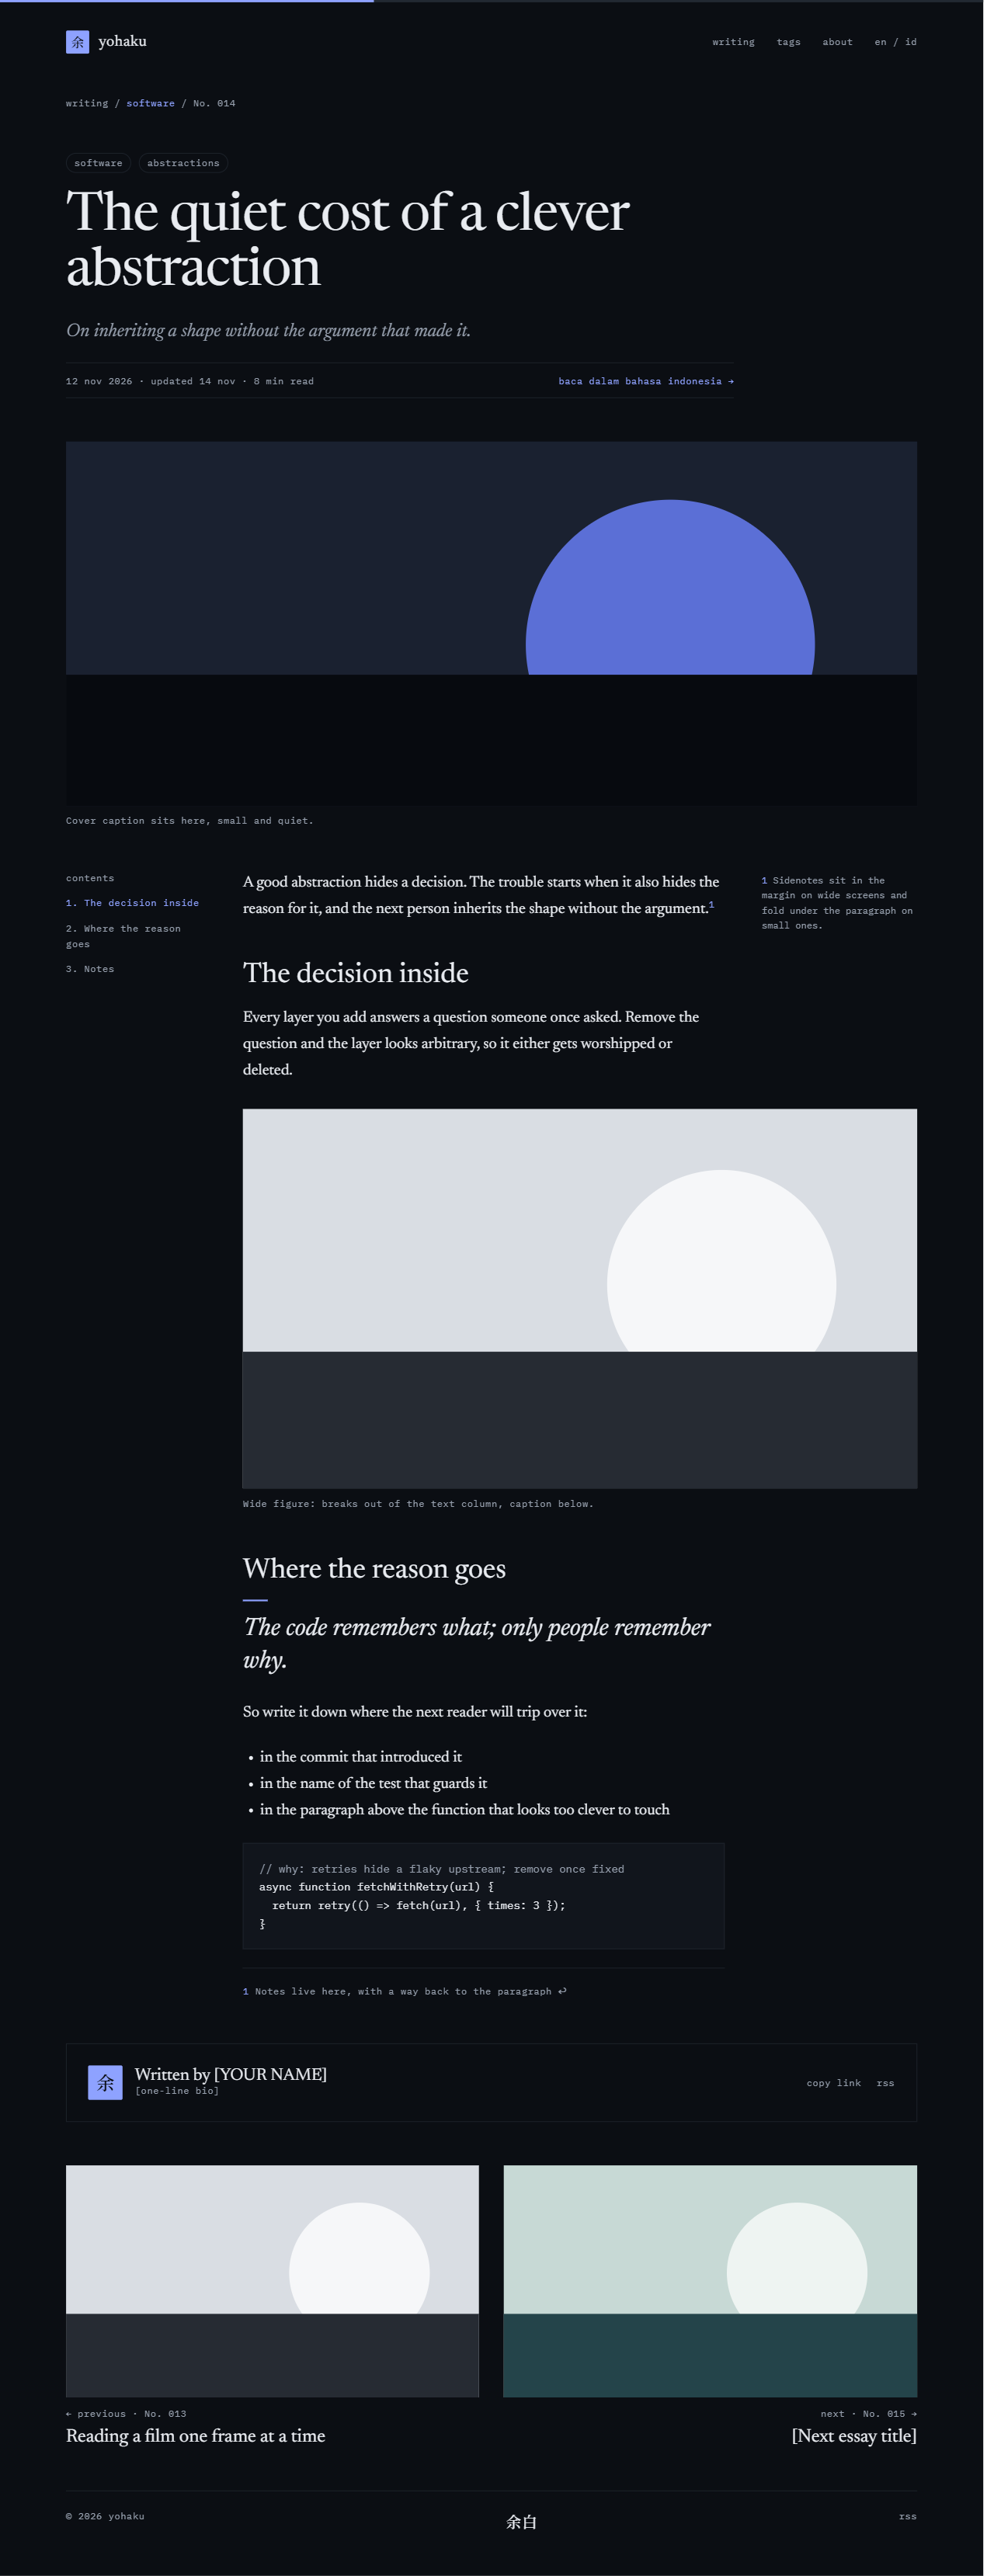 余 yohaku
writing tags about en / id
writing / software / No. 014
software abstractions
The quiet cost of a clever
abstraction
On inheriting a shape without the argument that made it.
12 nov 2026 · updated 14 nov · 8 min read
baca dalam bahasa indonesia →
Cover caption sits here, small and quiet.
contents
1. The decision inside
2. Where the reason
goes
3. Notes
A good abstraction hides a decision. The trouble starts when it also hides the
reason for it, and the next person inherits the shape without the argument.1
1 Sidenotes sit in the
margin on wide screens and
fold under the paragraph on
small ones.
The decision inside
Every layer you add answers a question someone once asked. Remove the
question and the layer looks arbitrary, so it either gets worshipped or
deleted.
Wide figure: breaks out of the text column, caption below.
Where the reason goes
The code remembers what; only people remember
why.
So write it down where the next reader will trip over it:
• in the commit that introduced it
• in the name of the test that guards it
• in the paragraph above the function that looks too clever to touch
// why: retries hide a flaky upstream; remove once fixed
async function fetchWithRetry(url) {
  return retry(() => fetch(url), { times: 3 });
}
1 Notes live here, with a way back to the paragraph ↩
余
Written by [YOUR NAME]
[one-line bio]
copy link rss
← previous · No. 013
Reading a film one frame at a time
next · No. 015 →
[Next essay title]
© 2026 yohaku
余白
rss